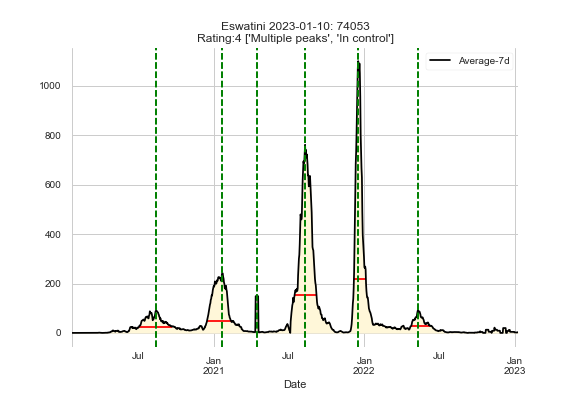 Eswatini 2023-01-10: 74053
Rating:4 ['Multiple peaks', 'In control']
Average-7d
1000
800
600
400
200
0
Jul
Jan
2021
Jul
Jan
2022
Jul
Jan
2023
Date